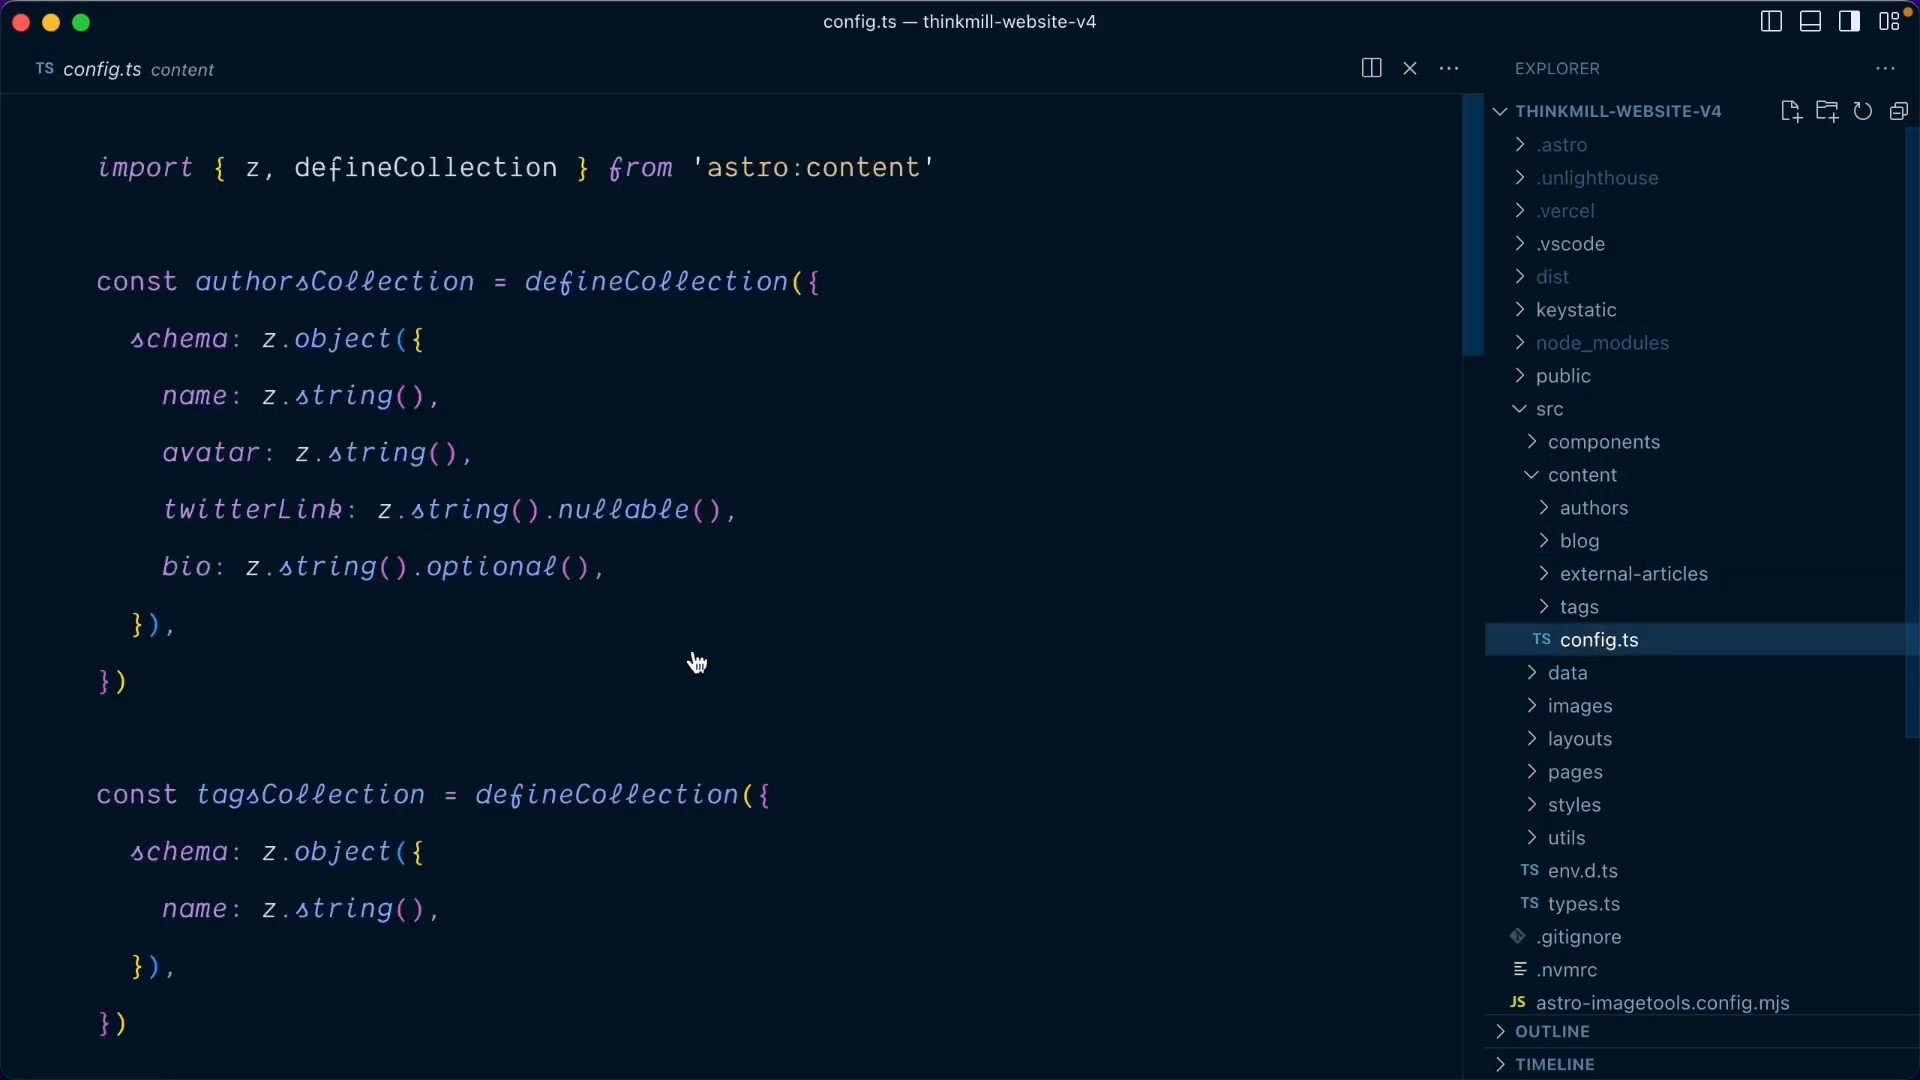 config.ts — thinkmill-website-v4
TS config.ts content
import { z, defineCollection } from 'astro:content'
const authorsCollection = defineCollection({
schema: z.object({
name: z.string(),
avatar: z.string(),
twitterLink: z.string().nullable(),
bio: z.string().optional(),
}),
})
const tagsCollection = defineCollection({
schema: z.object({
name: z.string(),
}),
})
EXPLORER
THINKMILL-WEBSITE-V4
.astro
.unlighthouse
.vercel
.vscode
dist
keystatic
node_modules
public
src
components
content
authors
blog
external-articles
tags
TS config.ts
data
images
layouts
pages
styles
utils
TS env.d.ts
TS types.ts
.gitignore
.nvmrc
JS astro-imagetools.config.mjs
OUTLINE
TIMELINE